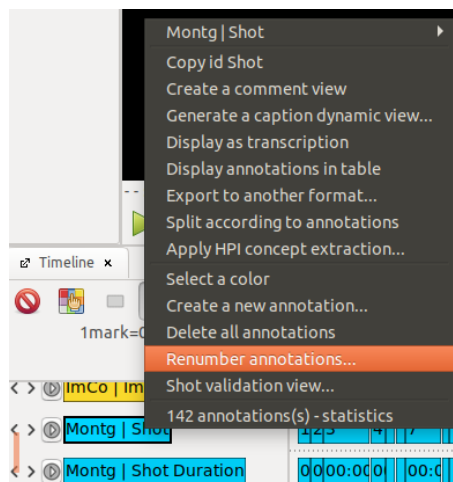 Montg | Shot
Copy id Shot
Create a comment view
Generate a caption dynamic view...
Display as transcription
Display annotations in table
Export to another format...
Split according to annotations
Apply HPI concept extraction...
Timeline
Select a color
Create a new annotation...
1mark=
Delete all annotations
Renumber annotations...
ImCo | Im
Shot validation view...
142 annotations(s) - statistics
Montg | Shot
Montg | Shot Duration